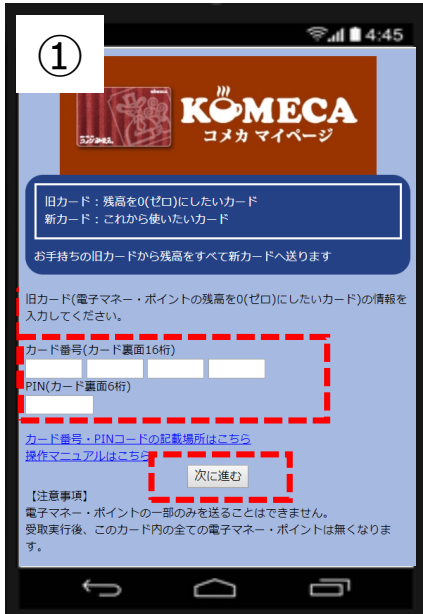 ①
4:45
KOMECA
コメカ マイページ
旧カード：残高を0(ゼロ)にしたいカード
新カード：これから使いたいカード
お手持ちの旧カードから残高をすべて新カードへ送ります
旧カード(電子マネー・ポイントの残高を0(ゼロ)にしたいカード)の情報を
入力してください。
カード番号(カード裏面16桁)
PIN(カード裏面6桁)
カード番号・PINコードの記載場所はこちら
操作マニュアルはこちら
次に進む
【注意事項】
電子マネー・ポイントの一部のみを送ることはできません。
受取実行後、このカード内の全ての電子マネー・ポイントは無くなりま
す。